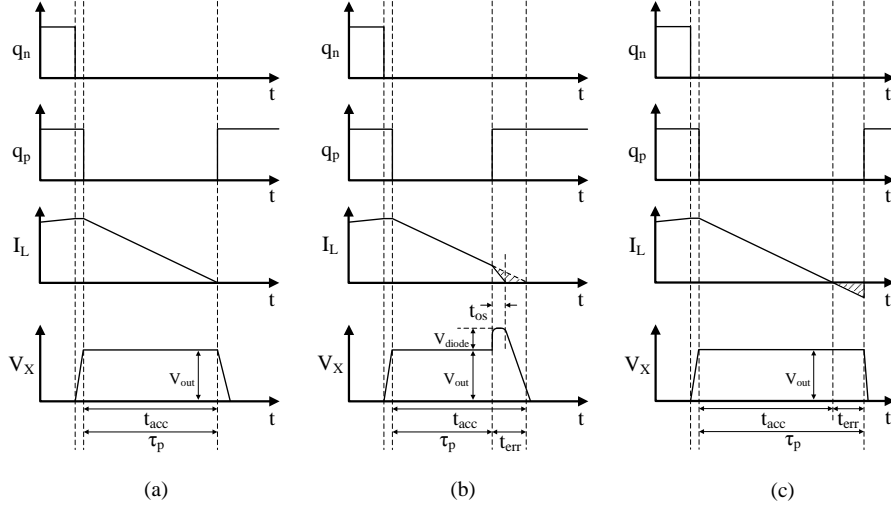 qn
t
qn
t
qn
t
qp
t
qp
t
qp
t
IL
t
IL
t
IL
t
tos
VX
Vout
t
VX
Vdiode
Vout
t
VX
Vout
t
tacc
τp
tacc
τp
terr
tacc
terr
τp
(a)
(b)
(c)